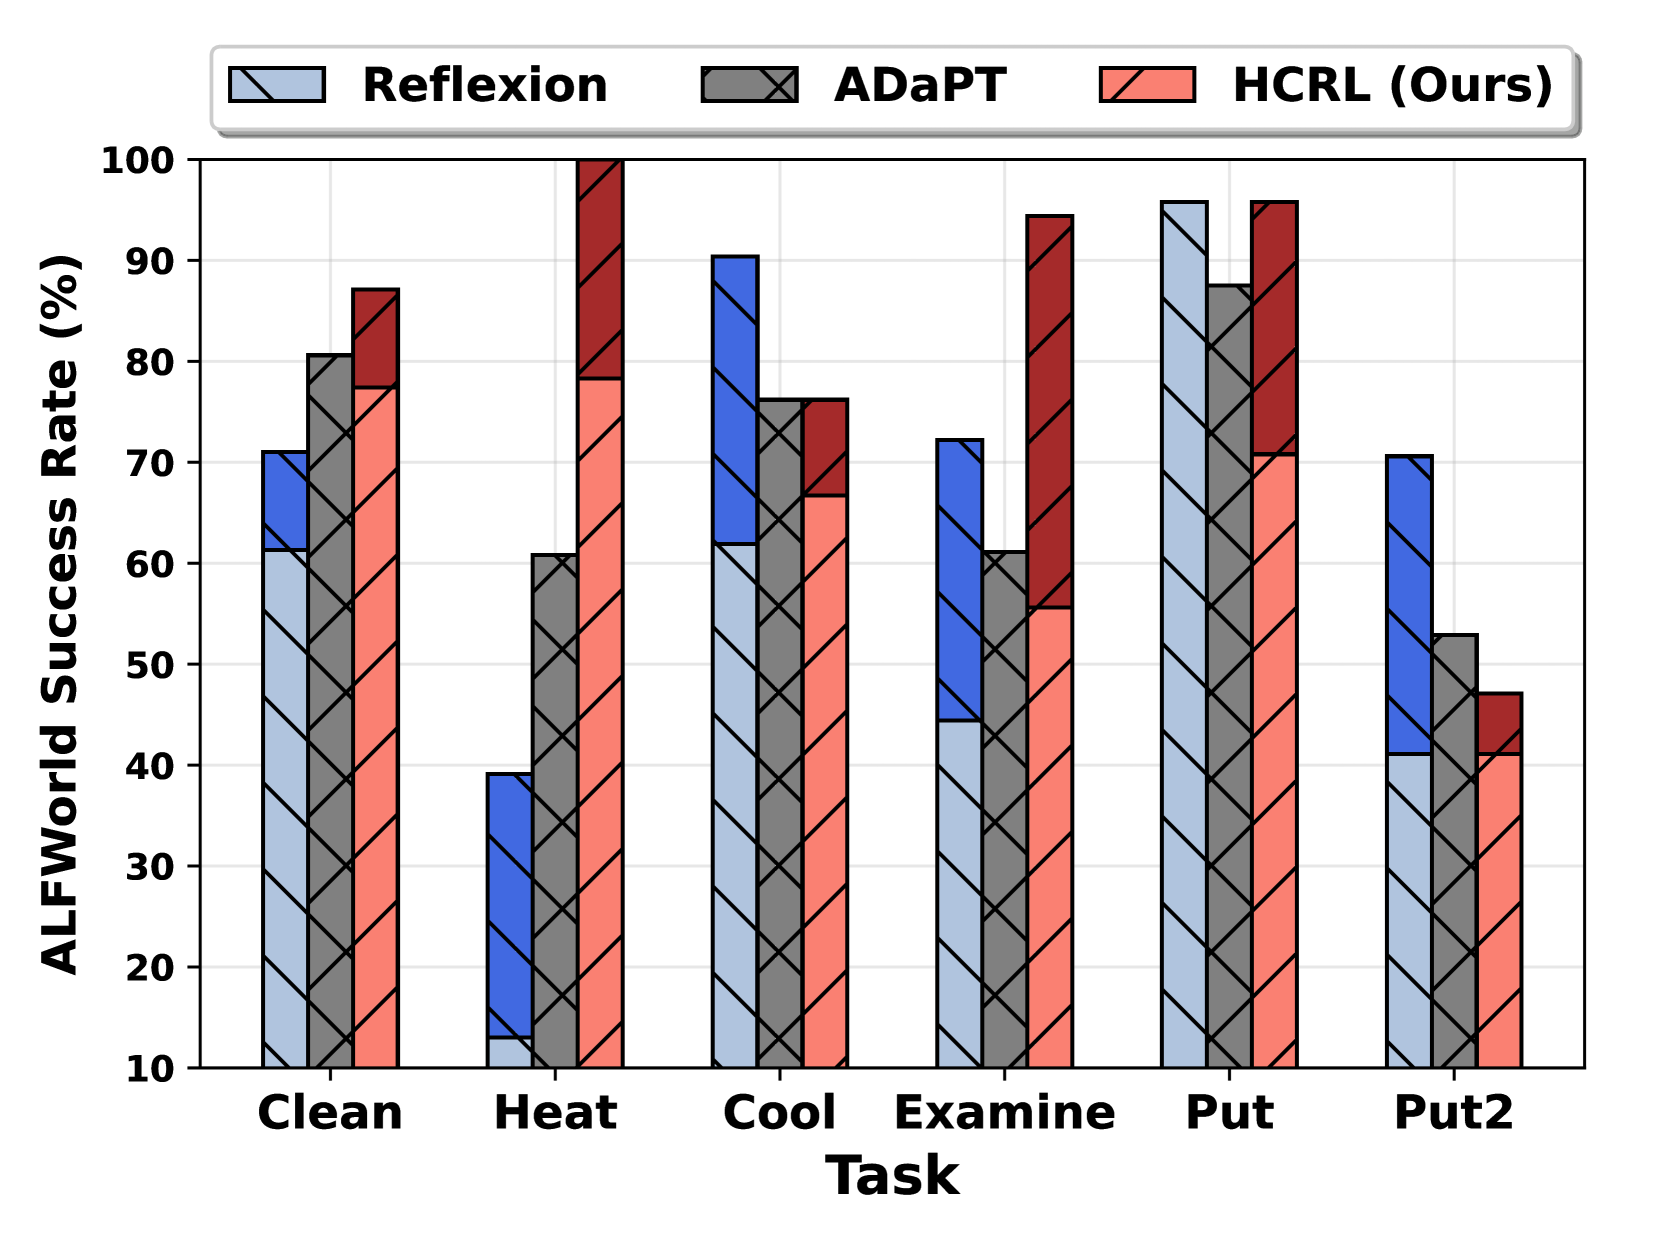 Reflexion ADaPT HCRL (Ours)
ALFWorld Success Rate (%)
100
90
80
70
60
50
40
30
20
10
Clean Heat Cool Examine Put Put2
Task